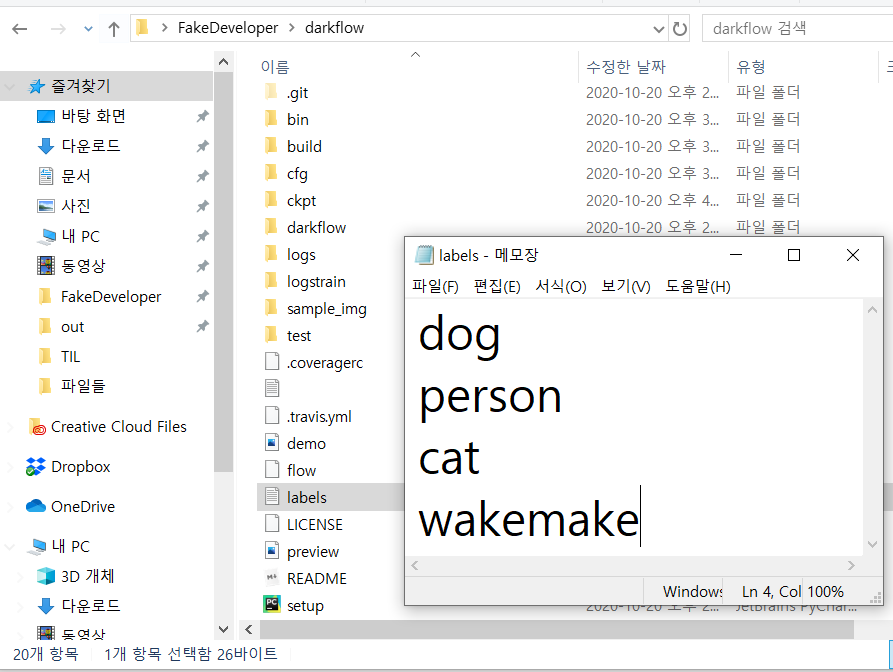 FakeDeveloper > darkflow
darkflow 검색
이름 수정한 날짜 유형
즐겨찾기
바탕 화면
다운로드
문서
사진
내 PC
동영상
FakeDeveloper
out
TIL
파일들
Creative Cloud Files
Dropbox
OneDrive
내 PC
3D 개체
다운로드
동영상
.git 2020-10-20 오후 2... 파일 폴더
bin 2020-10-20 오후 3... 파일 폴더
build 2020-10-20 오후 3... 파일 폴더
cfg 2020-10-20 오후 3... 파일 폴더
ckpt 2020-10-20 오후 4... 파일 폴더
darkflow 2020-10-20 오후 2... 파일 폴더
logs
logstrain
sample_img
test
.coveragerc
.travis.yml
demo
flow
labels
LICENSE
preview
README
setup 2020-10-20 오후 2... JetBrains PyChar...
labels - 메모장
파일(F) 편집(E) 서식(O) 보기(V) 도움말(H)
dog
person
cat
wakemake
Windows Ln 4, Col 100%
20개 항목 1개 항목 선택함 26바이트